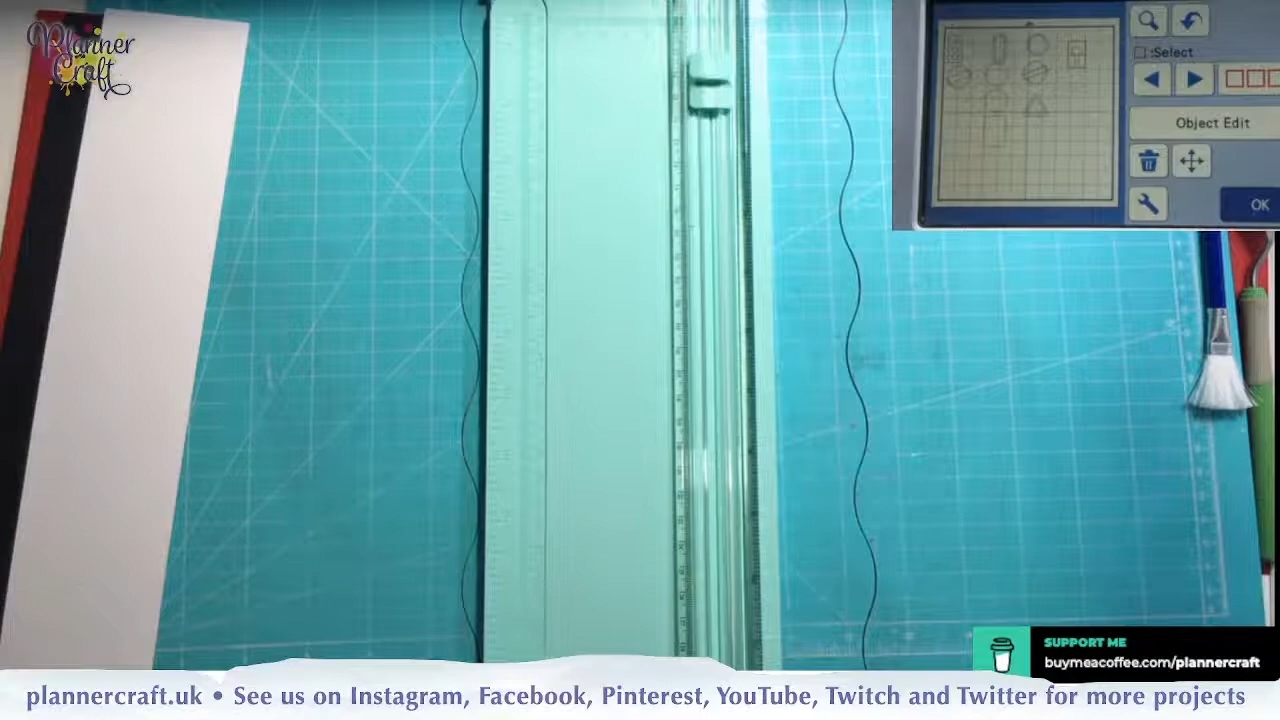 Planner
Craft
:Select
Object Edit
OK
SUPPORT ME
buymeacoffee.com/plannercraft
plannercraft.uk • See us on Instagram, Facebook, Pinterest, YouTube, Twitch and Twitter for more projects